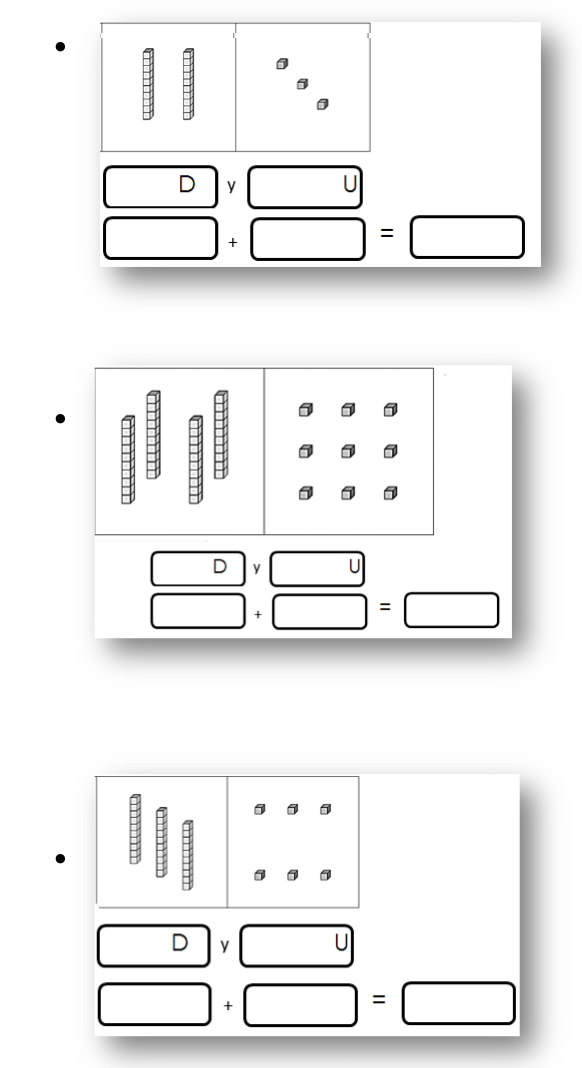 D y U
+ =
D y U
+ =
D y U
+ =